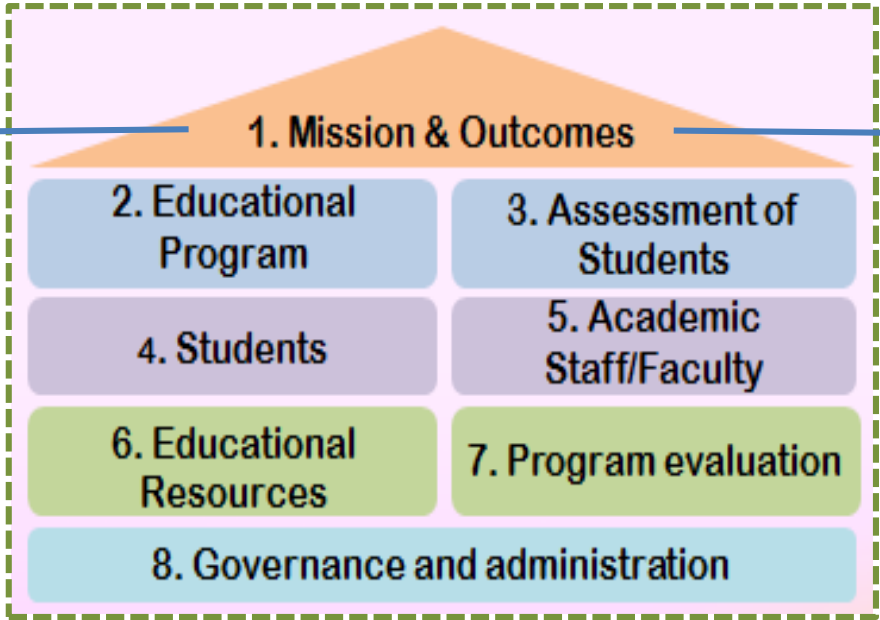 1. Mission & Outcomes
2. Educational
Program
3. Assessment of
Students
4. Students
5. Academic
Staff/Faculty
6. Educational
Resources
7. Program evaluation
8. Governance and administration